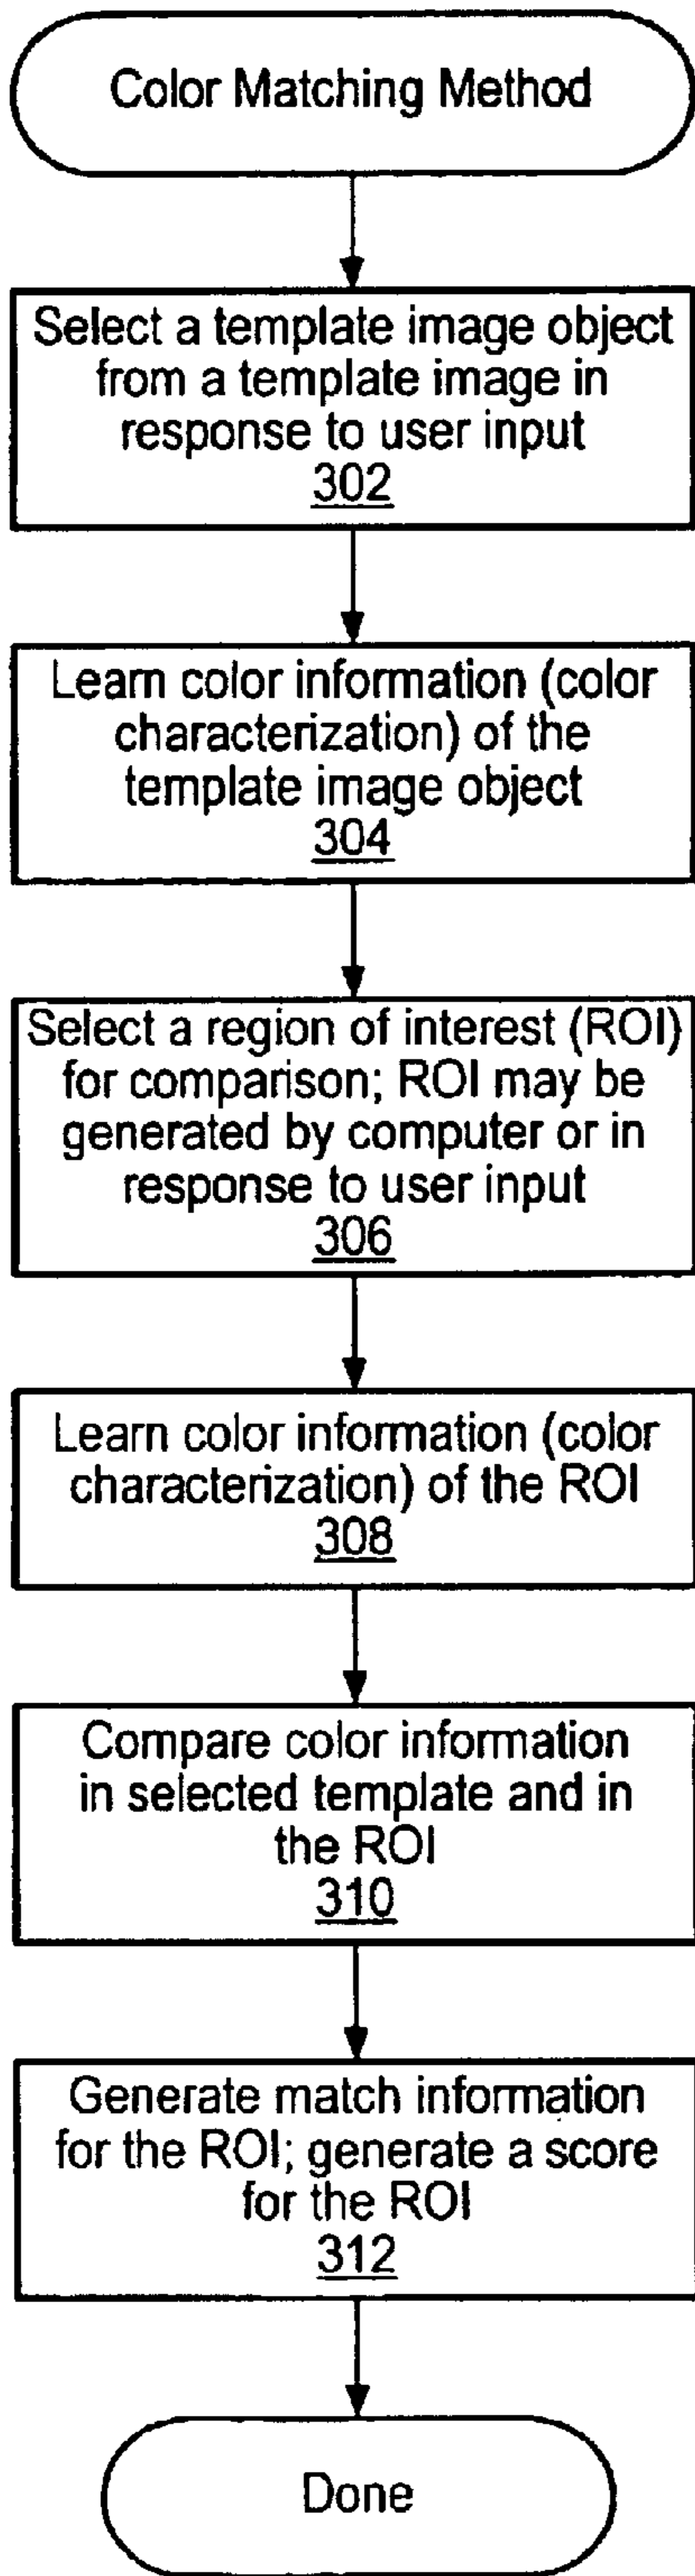 Color Matching Method
Select a template image object
from a template image in
response to user input
302
Learn color information (color
characterization) of the
template image object
304
Select a region of interest (ROI)
for comparison; ROI may be
generated by computer or in
response to user input
306
Learn color information (color
characterization) of the ROI
308
Compare color information
in selected template and in
the ROI
310
Generate match information
for the ROI; generate a score
for the ROI
312
Done